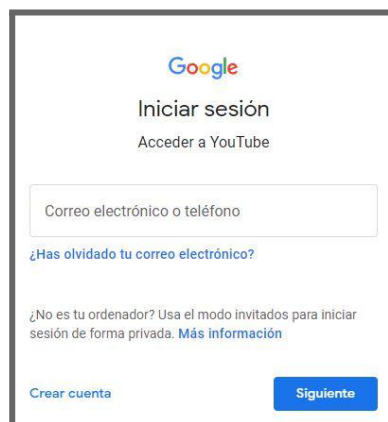 Google
Iniciar sesión
Acceder a YouTube
Correo electrónico o teléfono
¿Has olvidado tu correo electrónico?
¿No es tu ordenador? Usa el modo invitados para iniciar
sesión de forma privada. Más información
Crear cuenta Siguiente